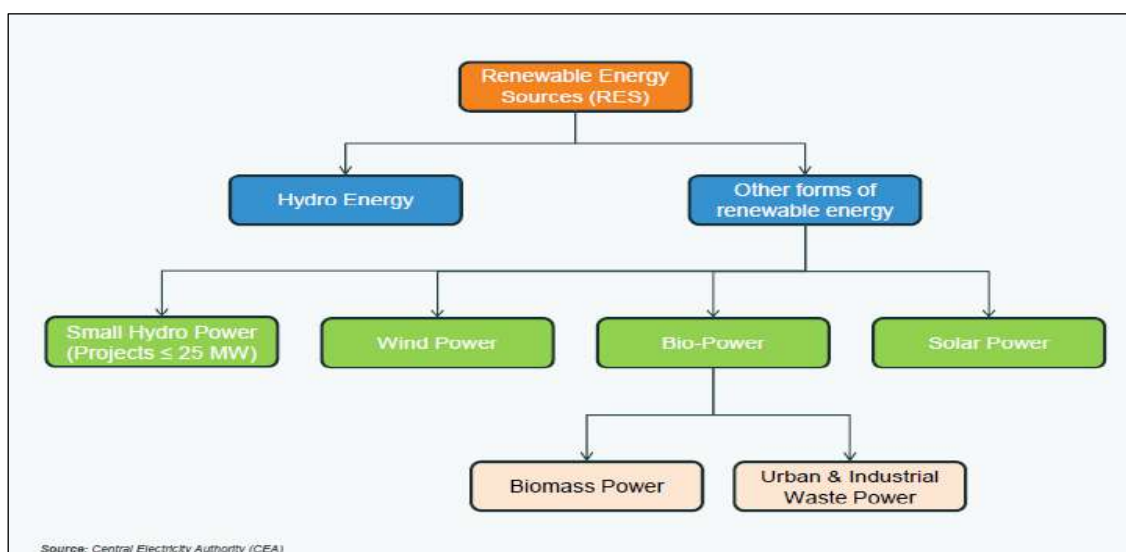 Renewable Energy
Sources (RES)
Hydro Energy
Other forms of
renewable energy
Small Hydro Power
(Projects ≤ 25 MW)
Wind Power
Bio-Power
Solar Power
Biomass Power
Urban & Industrial
Waste Power
Source: Central Electricity Authority (CEA)